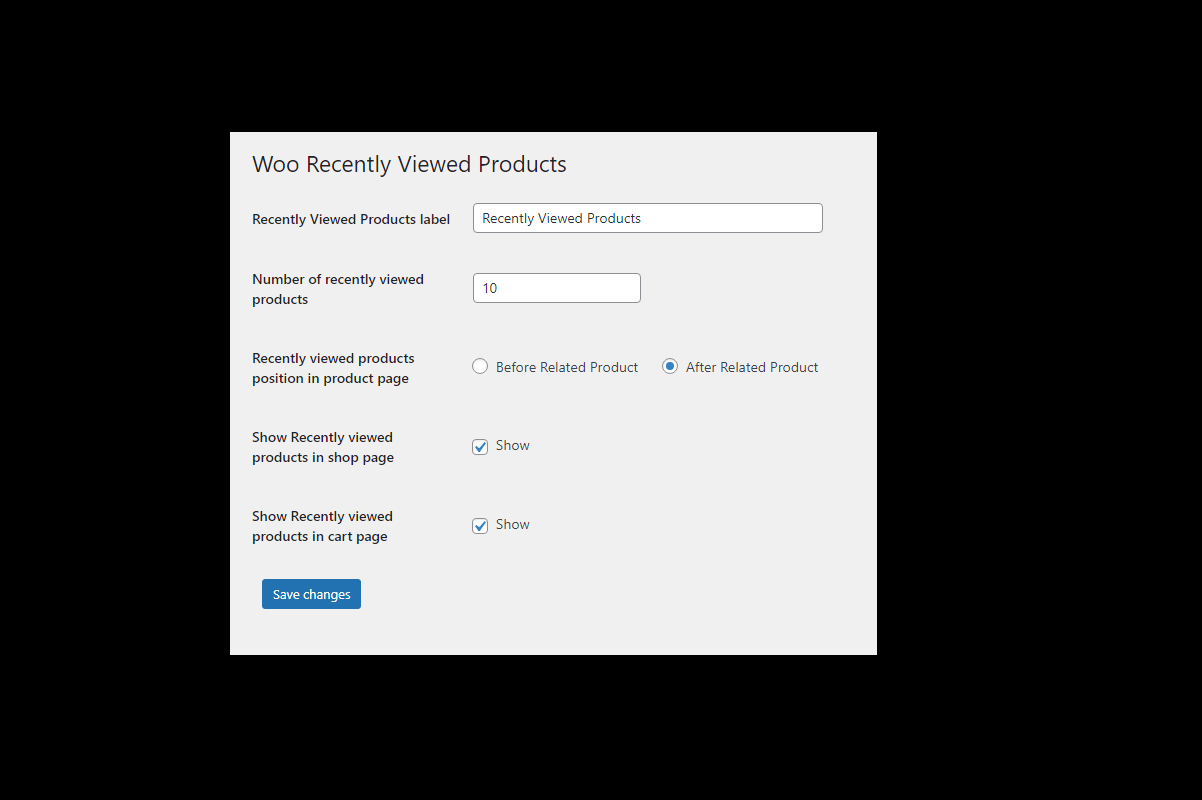 Woo Recently Viewed Products
Recently Viewed Products label
Recently Viewed Products
Number of recently viewed
products
10
Recently viewed products
position in product page
Before Related Product
After Related Product
Show Recently viewed
products in shop page
Show
Show Recently viewed
products in cart page
Show
Save changes